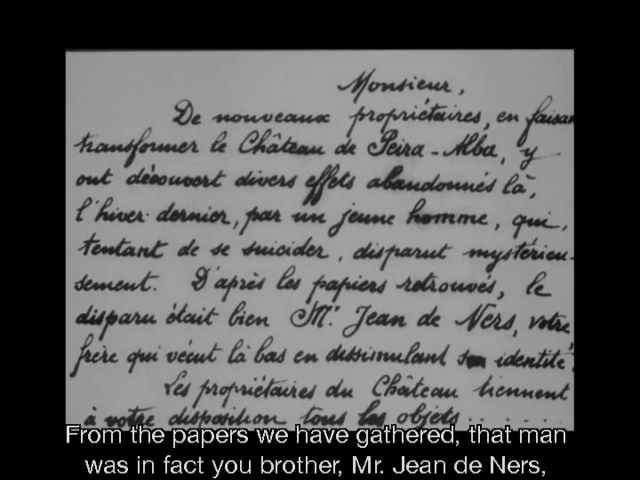 Monsieur,
De nouveaux propriétaires, en faisan
transformer le Château de Peira-Alba, y
ont découvert divers effets abandonnés là,
l'hiver dernier, par un jeune homme, qui,
tentant de se suicider, disparut mystérieu-
sement. D'après les papiers retrouvés, le
disparu était bien Mr. Jean de Ners, votre
frère qui vécut là bas en dissimulant son identité.
Les propriétaires du Château tiennent
à votre disposition tous les objets......
From the papers we have gathered, that man
was in fact you brother, Mr. Jean de Ners,